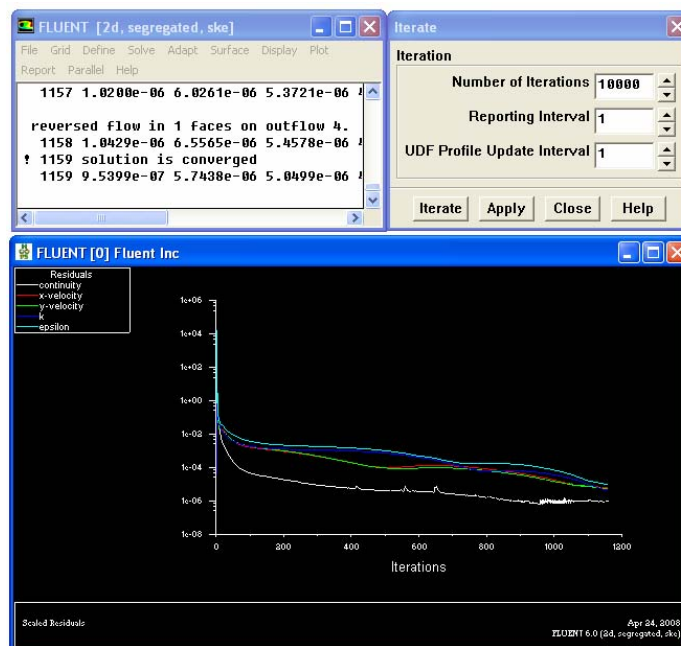 FLUENT [2d, segregated, ske]
File Grid Define Solve Adapt Surface Display Plot
Report Parallel Help
1157 1.0200e-06 6.0261e-06 5.3721e-06
reversed flow in 1 faces on outflow 4.
1158 1.0429e-06 6.5565e-06 5.4578e-06
! 1159 solution is converged
1159 9.5399e-07 5.7438e-06 5.0499e-06
Iterate
Iteration
Number of Iterations 10000
Reporting Interval 1
UDF Profile Update Interval 1
Iterate Apply Close Help
FLUENT [0] Fluent Inc
Residuals
continuity
x-velocity
y-velocity
k
epsilon
1e+06
1e+04
1e+02
1e+00
1e-02
1e-04
1e-06
1e-08
0 200 400 600 800 1000 1200
Iterations
Scaled Residuals
Apr 24, 2008
FLUENT 6.0 (2d, segregated, ske)